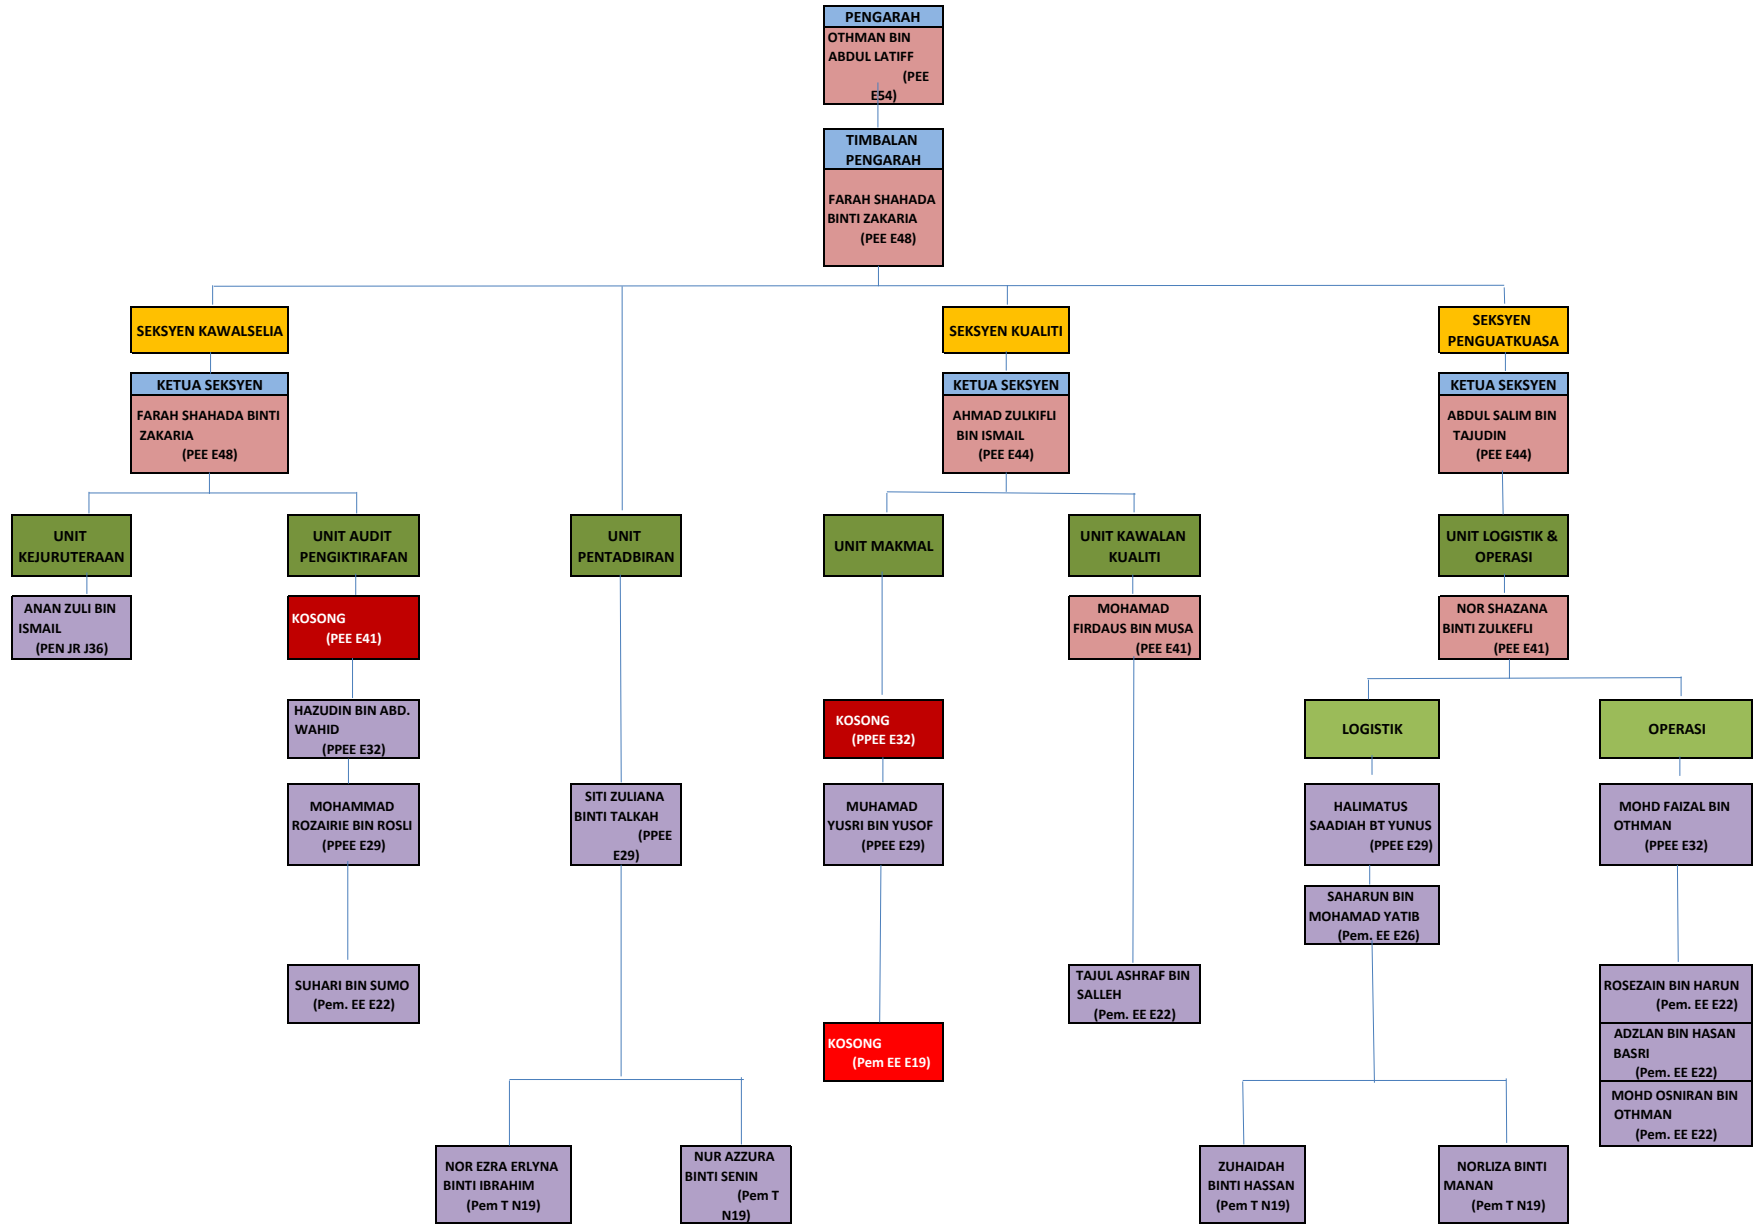 PENGARAH
OTHMAN BIN
ABDUL LATIFF
(PEE
E54)
TIMBALAN
PENGARAH
FARAH SHAHADA
BINTI ZAKARIA
(PEE E48)
SEKSYEN KAWALSELIA
KETUA SEKSYEN
FARAH SHAHADA BINTI
ZAKARIA
(PEE E48)
SEKSYEN KUALITI
KETUA SEKSYEN
AHMAD ZULKIFLI
BIN ISMAIL
(PEE E44)
SEKSYEN
PENGUATKUASA
KETUA SEKSYEN
ABDUL SALIM BIN
TAJUDIN
(PEE E44)
UNIT
KEJURUTERAAN
ANAN ZULI BIN
ISMAIL
(PEN JR J36)
UNIT AUDIT
PENGIKTIRAFAN
KOSONG
(PEE E41)
HAZUDIN BIN ABD.
WAHID
(PPEE E32)
MOHAMMAD
ROZAIRIE BIN ROSLI
(PPEE E29)
SUHARI BIN SUMO
(Pem. EE E22)
UNIT
PENTADBIRAN
SITI ZULIANA
BINTI TALKAH
(PPEE
E29)
NOR EZRA ERLYNA
BINTI IBRAHIM
(Pem T N19)
NUR AZZURA
BINTI SENIN
(Pem T
N19)
UNIT MAKMAL
KOSONG
(PPEE E32)
MUHAMAD
YUSRI BIN YUSOF
(PPEE E29)
KOSONG
(Pem EE E19)
UNIT KAWALAN
KUALITI
MOHAMAD
FIRDAUS BIN MUSA
(PEE E41)
TAJUL ASHRAF BIN
SALLEH
(Pem. EE E22)
UNIT LOGISTIK &
OPERASI
NOR SHAZANA
BINTI ZULKEFLI
(PEE E41)
LOGISTIK
HALIMATUS
SAADIAH BT YUNUS
(PPEE E29)
SAHARUN BIN
MOHAMAD YATIB
(Pem. EE E26)
ZUHAIDAH
BINTI HASSAN
(Pem T N19)
NORLIZA BINTI
MANAN
(Pem T N19)
OPERASI
MOHD FAIZAL BIN
OTHMAN
(PPEE E32)
ROSEZAIN BIN HARUN
(Pem. EE E22)
ADZLAN BIN HASAN
BASRI
(Pem. EE E22)
MOHD OSNIRAN BIN
OTHMAN
(Pem. EE E22)